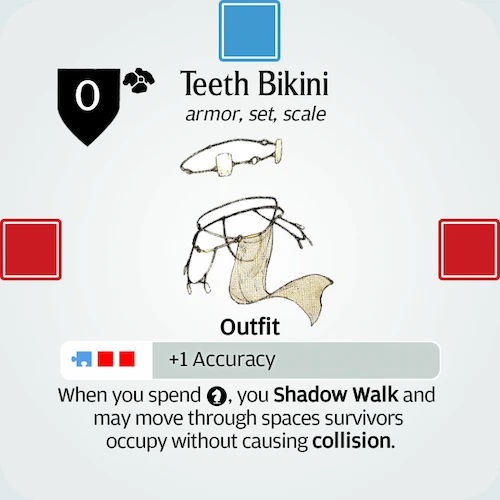 0
Teeth Bikini
armor, set, scale
Outfit
+1 Accuracy
When you spend , you Shadow Walk and
may move through spaces survivors
occupy without causing collision.